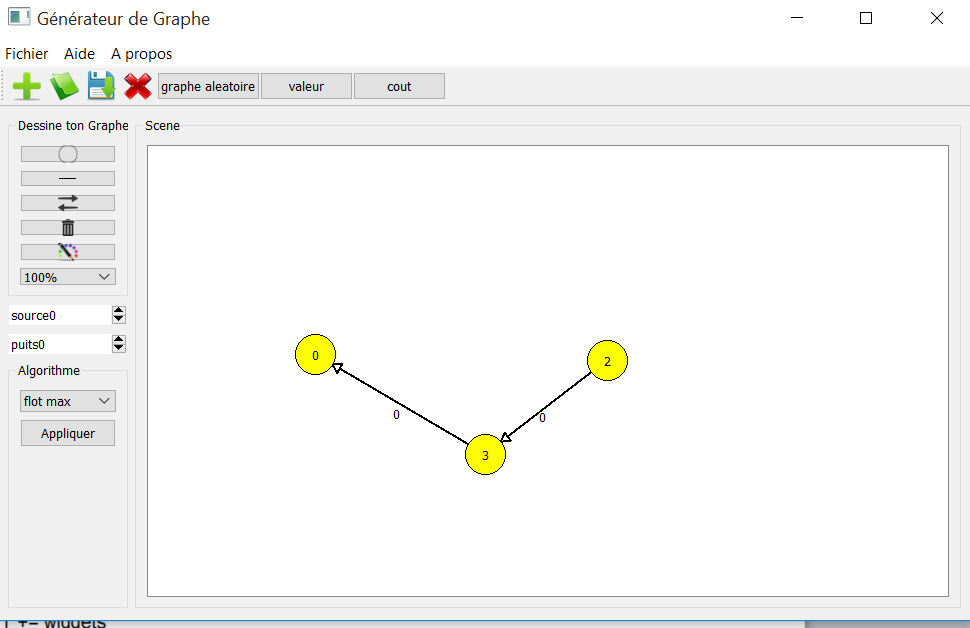 Générateur de Graphe
Fichier Aide A propos
graphe aleatoire valeur cout
Dessine ton Graphe
100%
source0
puits0
Algorithme
flot max
Appliquer
Scene
0
2
0
0
3
+= widgets